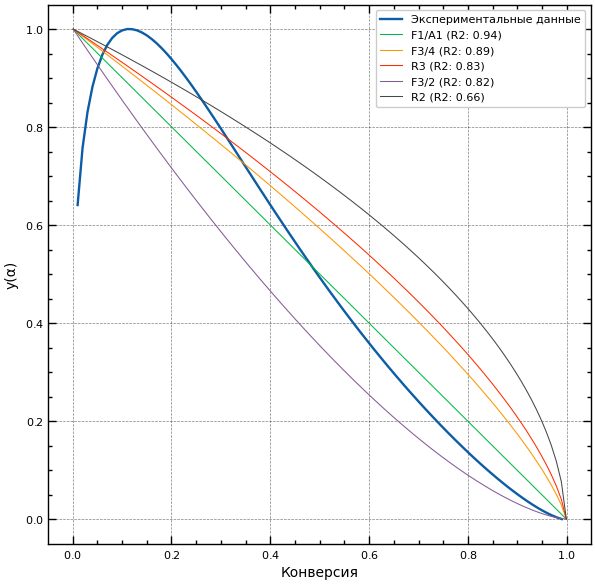 Экспериментальные данные
F1/A1 (R2: 0.94)
F3/4 (R2: 0.89)
R3 (R2: 0.83)
F3/2 (R2: 0.82)
R2 (R2: 0.66)
y(α)
1.0
0.8
0.6
0.4
0.2
0.0
0.0 0.2 0.4 0.6 0.8 1.0
Конверсия